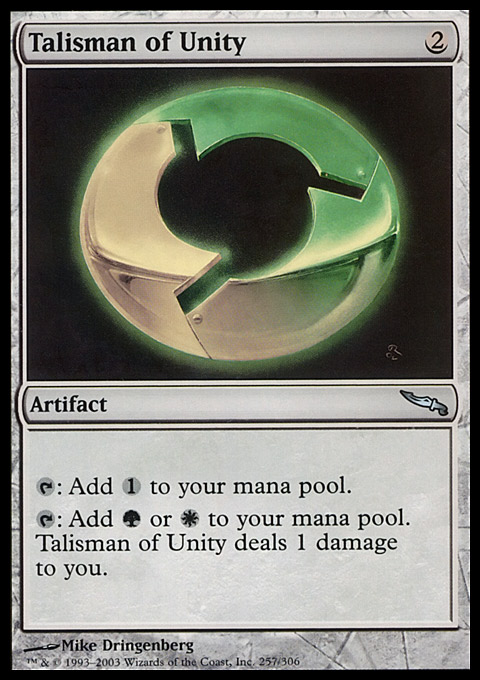 Talisman of Unity 2
Artifact
: Add 1 to your mana pool.
: Add or to your mana pool.
Talisman of Unity deals 1 damage
to you.
Mike Dringenberg
™ & © 1993–2003 Wizards of the Coast, Inc. 257/306